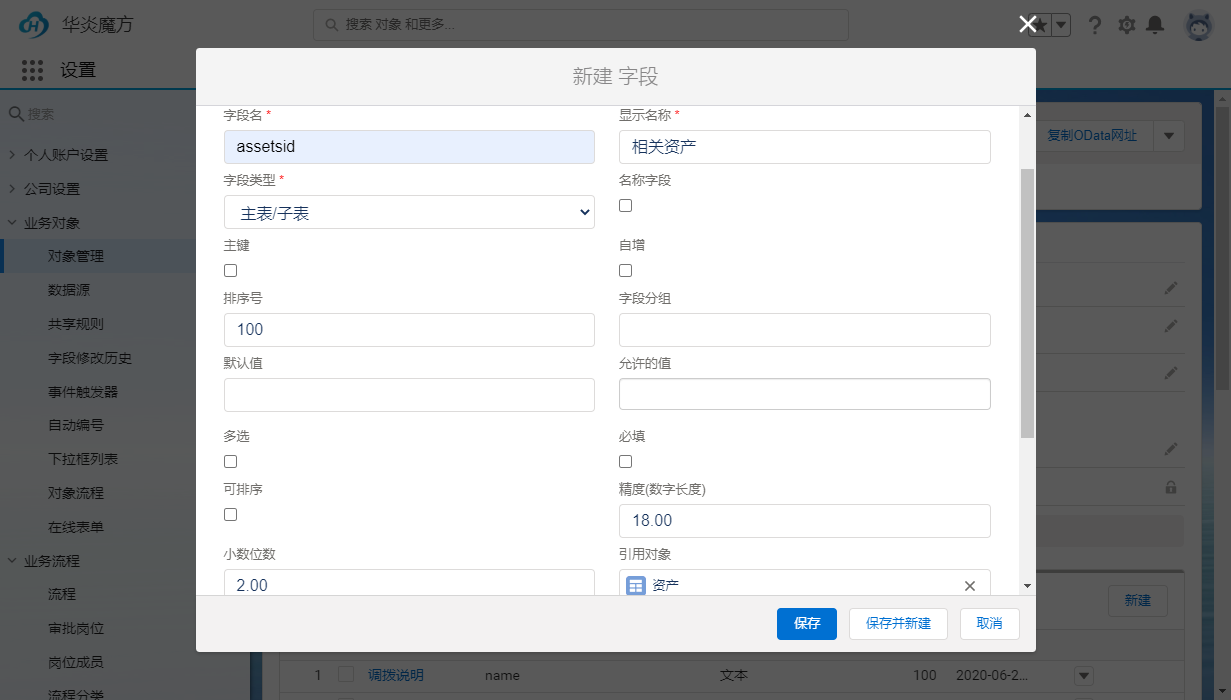 华炎魔方
搜索 对象 和更多...
设置
搜索
个人账户设置
公司设置
业务对象
对象管理
数据源
共享规则
字段修改历史
事件触发器
自动编号
下拉框列表
对象流程
在线表单
业务流程
流程
审批岗位
岗位成员
流程分类
复制OData网址
新建 字段
字段名 *
显示名称 *
assetsid
相关资产
字段类型 *
名称字段
主表/子表
主键
自增
排序号
字段分组
100
默认值
允许的值
多选
必填
可排序
精度(数字长度)
18.00
小数位数
引用对象
2.00
资产
保存
保存并新建
取消
新建
1 调拨说明 name 文本 100 2020-06-2...